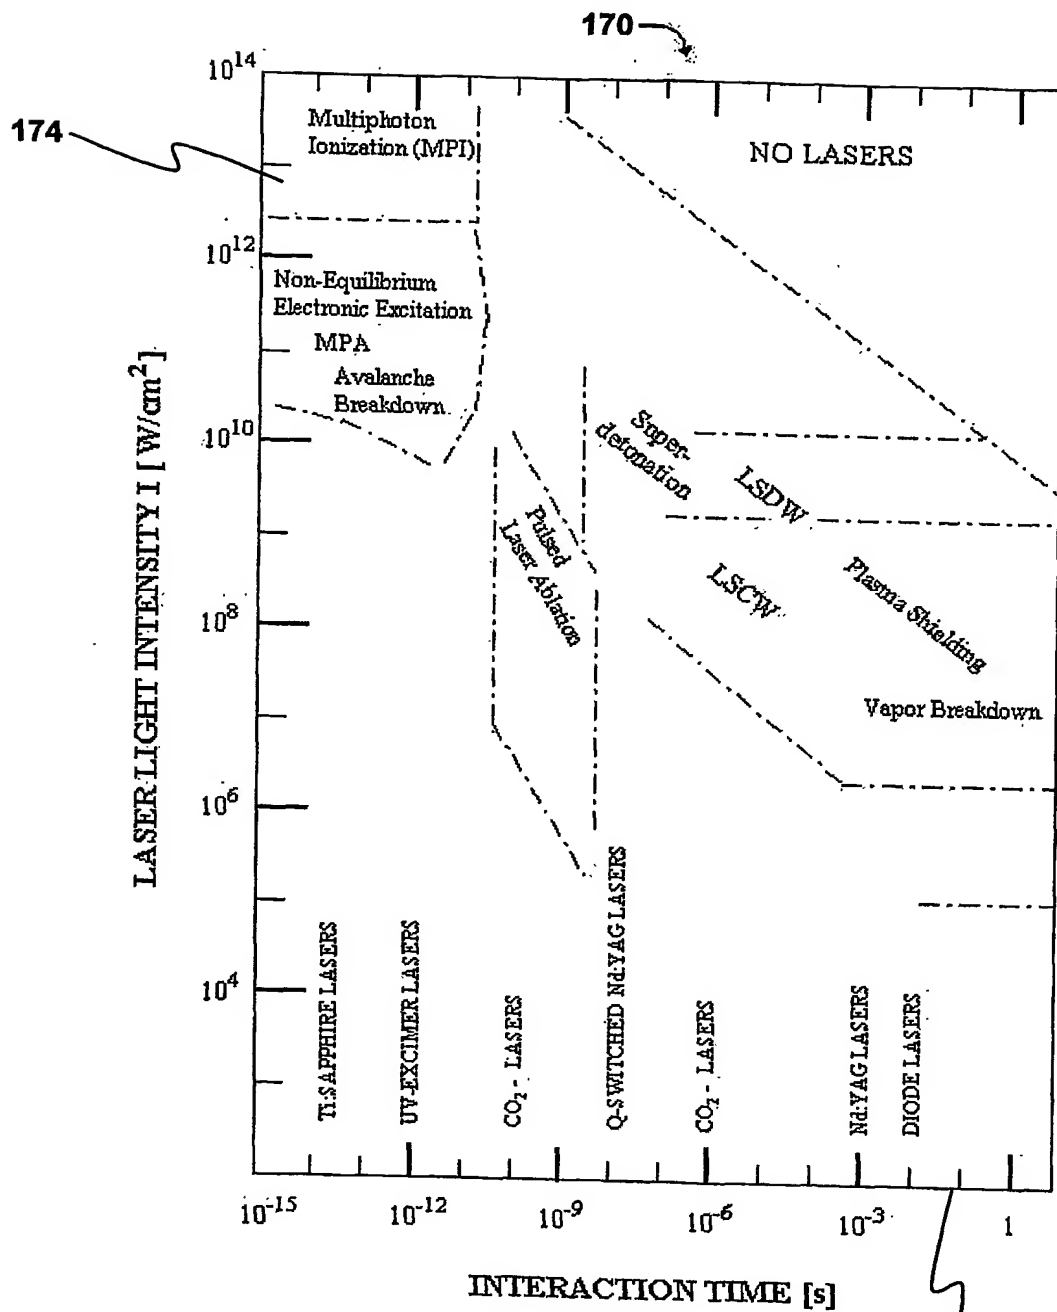 170
10^14
174
Multiphoton
Ionization (MPI)
NO LASERS
10^12
Non-Equilibrium
Electronic Excitation
MPA
Avalanche
Breakdown
10^10
Super-
detonation
LSDW
Pulsed
Laser Ablation
LSCW
Plasma Shielding
10^8
Vapor Breakdown
10^6
10^4
LASER LIGHT INTENSITY I [ W/cm^2 ]
Ti:SAPPHIRE LASERS
UV-EXCIMER LASERS
CO₂ - LASERS
Q-SWITCHED Nd:YAG LASERS
CO₂ - LASERS
Nd:YAG LASERS
DIODE LASERS
10^-15 10^-12 10^-9 10^-6 10^-3 1
INTERACTION TIME [s]